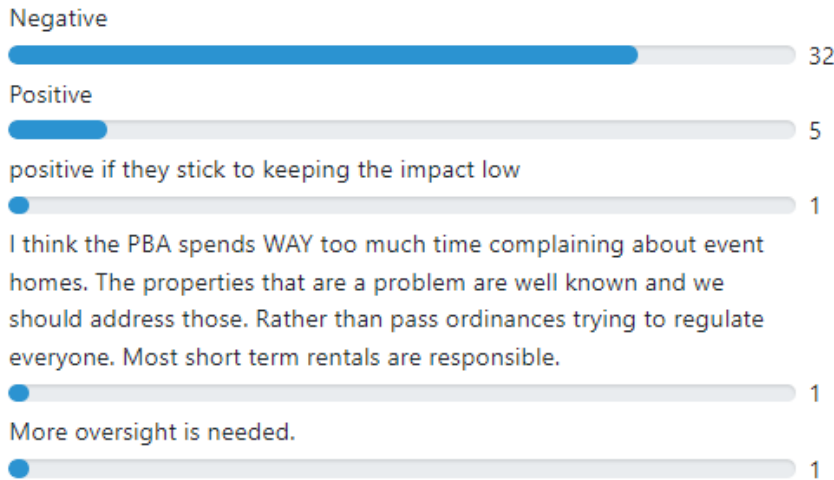 Negative
32
Positive
5
positive if they stick to keeping the impact low
1
I think the PBA spends WAY too much time complaining about event
homes. The properties that are a problem are well known and we
should address those. Rather than pass ordinances trying to regulate
everyone. Most short term rentals are responsible.
1
More oversight is needed.
1